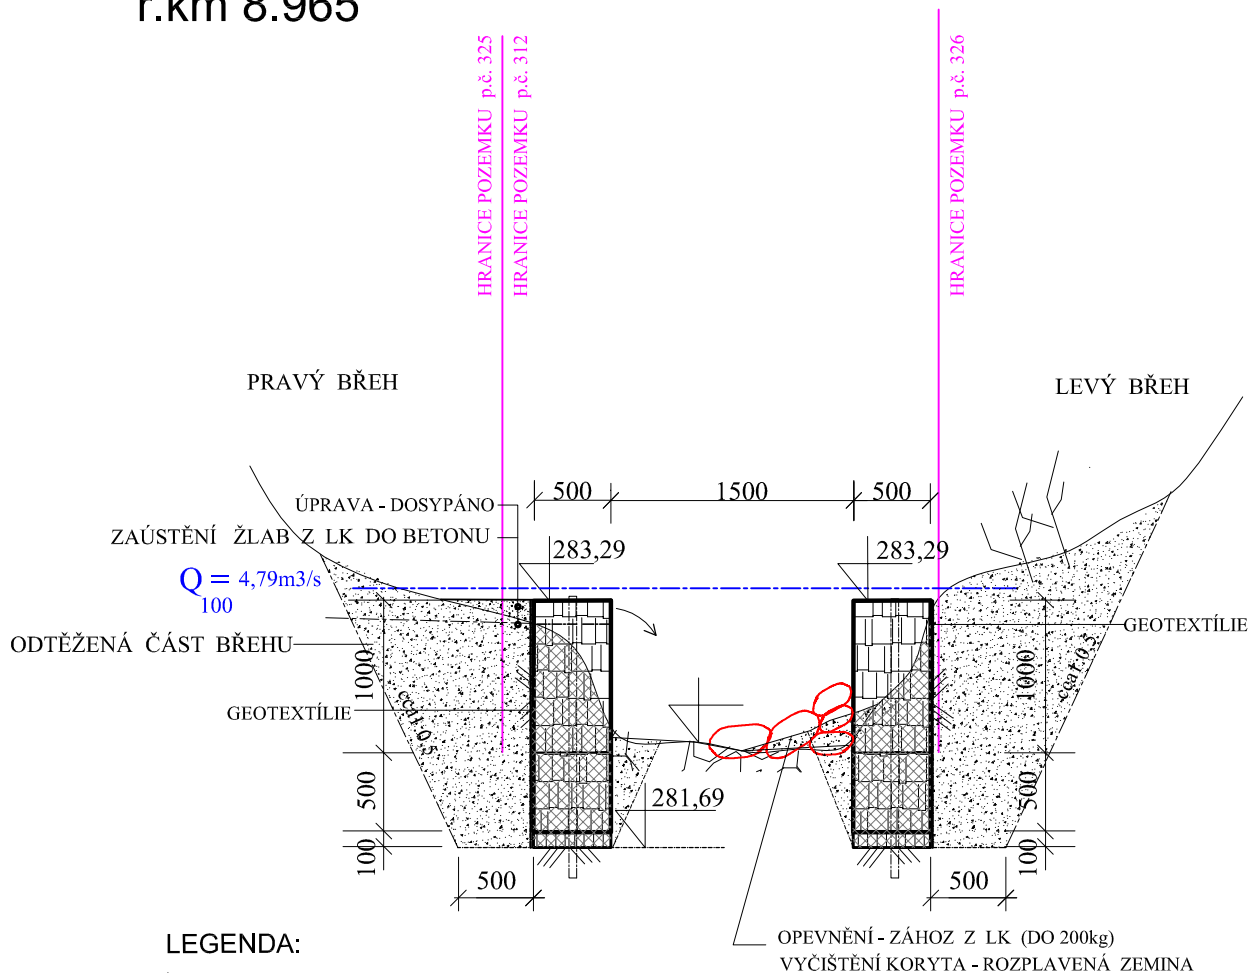 r.km 8.965
HRANICE POZEMKU p.č. 325
HRANICE POZEMKU p.č. 312
HRANICE POZEMKU p.č. 326
PRAVÝ BŘEH
LEVÝ BŘEH
500
1500
500
ÚPRAVA - DOSYPÁNO
ZAÚSTĚNÍ ŽLAB Z LK DO BETONU
283,29
283,29
Q = 4,79m3/s
100
ODTĚŽENÁ ČÁST BŘEHU
GEOTEXTÍLIE
1000
1000
cca1:0,5
cca1:0,5
GEOTEXTÍLIE
281,69
500
500
100
100
500
500
OPEVNĚNÍ - ZÁHOZ Z LK (DO 200kg)
VYČIŠTĚNÍ KORYTA - ROZPLAVENÁ ZEMINA
LEGENDA: